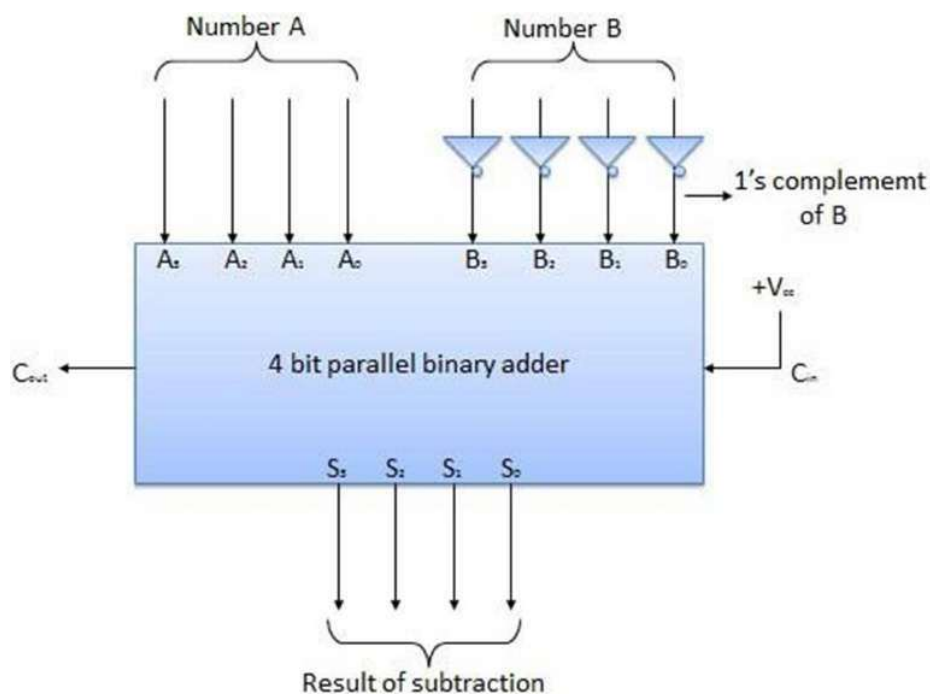 Number A
Number B
1's complememt
of B
A₃ A₂ A₁ A₀ B₃ B₂ B₁ B₀
+Vcc
4 bit parallel binary adder
Cout
Cin
S₃ S₂ S₁ S₀
Result of subtraction